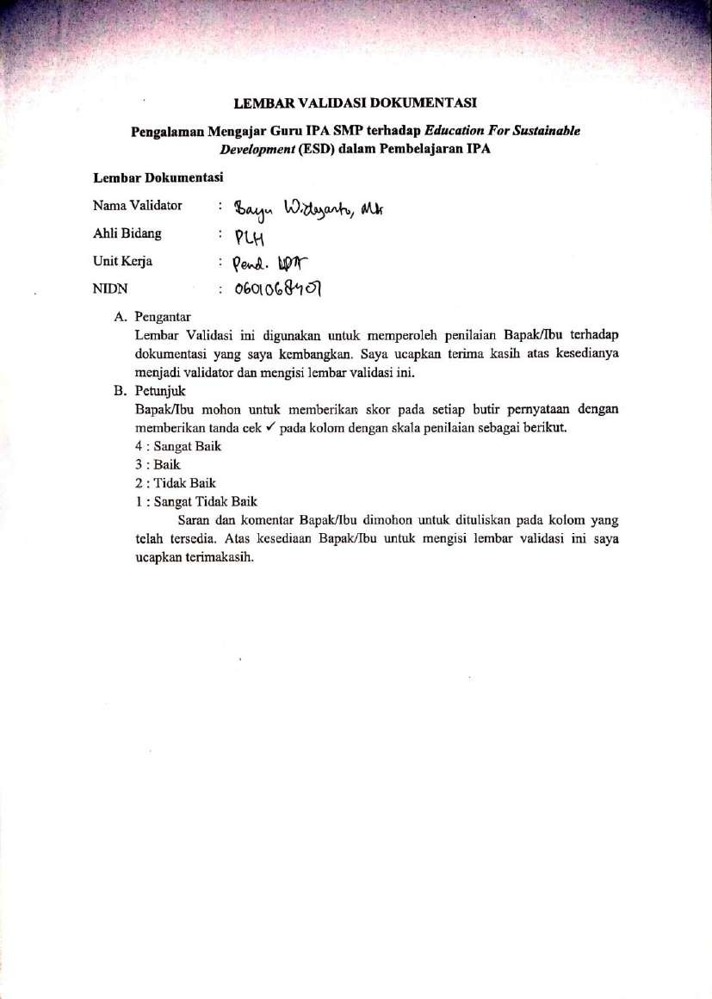 LEMBAR VALIDASI DOKUMENTASI
Pengalaman Mengajar Guru IPA SMP terhadap Education For Sustainable
Development (ESD) dalam Pembelajaran IPA
Lembar Dokumentasi
Nama Validator : Bayu Widyanto,
Ahli Bidang : PLH
Unit Kerja : Pend. IPA
NIDN : 0601068401
A. Pengantar
Lembar Validasi ini digunakan untuk memperoleh penilaian Bapak/Ibu terhadap
dokumentasi yang saya kembangkan. Saya ucapkan terima kasih atas kesedianya
menjadi validator dan mengisi lembar validasi ini.
B. Petunjuk
Bapak/Ibu mohon untuk memberikan skor pada setiap butir pernyataan dengan
memberikan tanda cek ✓ pada kolom dengan skala penilaian sebagai berikut.
4 : Sangat Baik
3 : Baik
2 : Tidak Baik
1 : Sangat Tidak Baik
Saran dan komentar Bapak/Ibu dimohon untuk dituliskan pada kolom yang
telah tersedia. Atas kesediaan Bapak/Ibu untuk mengisi lembar validasi ini saya
ucapkan terimakasih.